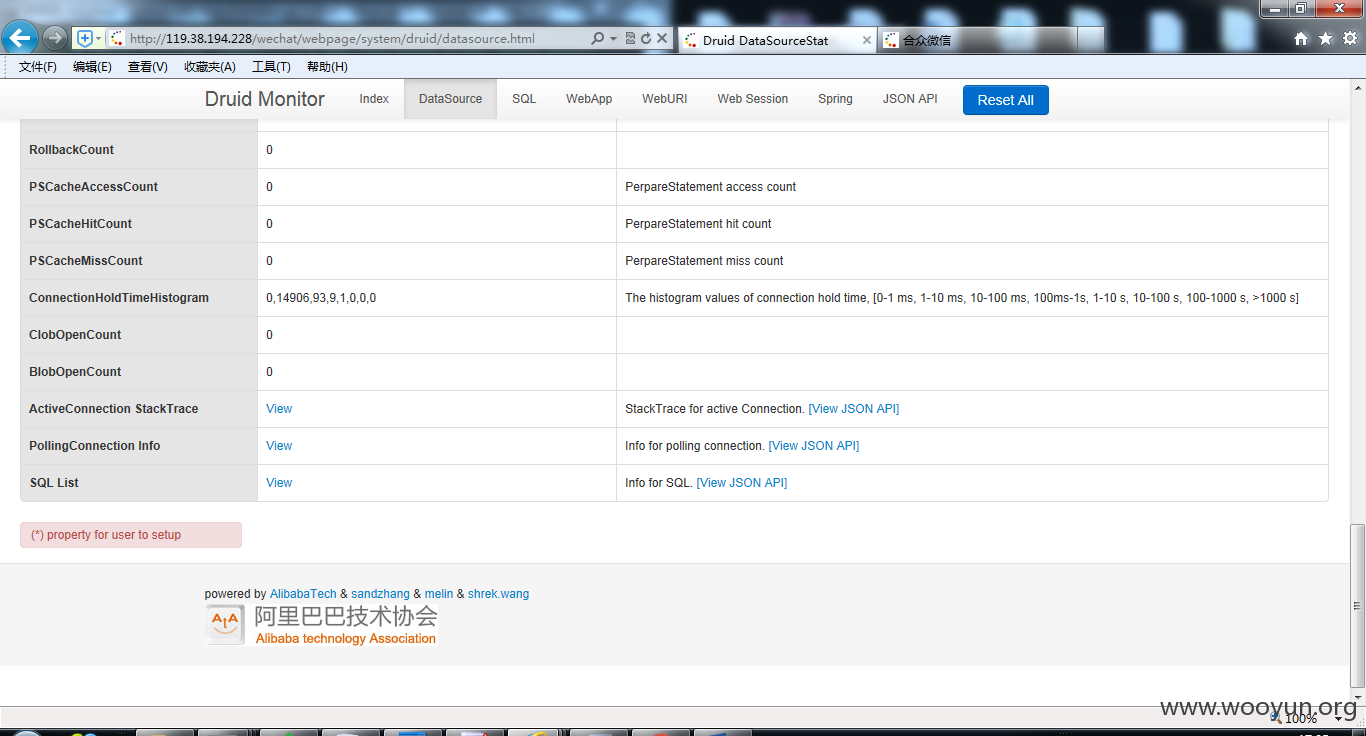 http://119.38.194.228/wechat/webpage/system/druid/datasource.html
Druid DataSourceStat
合众微信
文件(F) 编辑(E) 查看(V) 收藏夹(A) 工具(T) 帮助(H)
Druid Monitor Index DataSource SQL WebApp WebURI Web Session Spring JSON API Reset All
RollbackCount 0
PSCacheAccessCount 0 PerpareStatement access count
PSCacheHitCount 0 PerpareStatement hit count
PSCacheMissCount 0 PerpareStatement miss count
ConnectionHoldTimeHistogram 0,14906,93,9,1,0,0,0 The histogram values of connection hold time, [0-1 ms, 1-10 ms, 10-100 ms, 100ms-1s, 1-10 s, 10-100 s, 100-1000 s, >1000 s]
ClobOpenCount 0
BlobOpenCount 0
ActiveConnection StackTrace View StackTrace for active Connection. [View JSON API]
PollingConnection Info View Info for polling connection. [View JSON API]
SQL List View Info for SQL. [View JSON API]
(*) property for user to setup
powered by AlibabaTech & sandzhang & melin & shrek.wang
AtA 阿里巴巴技术协会
Alibaba technology Association
www.wooyun.org
100%